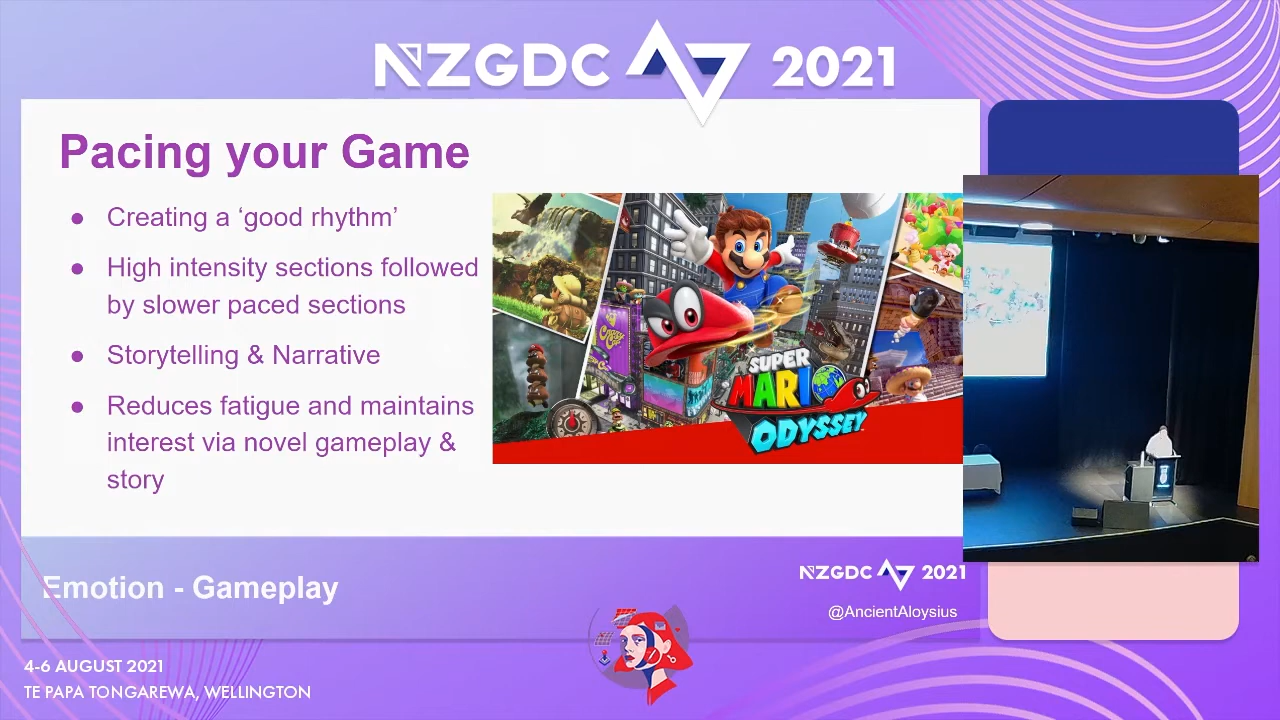 NZGDC 2021
Pacing your Game
● Creating a ‘good rhythm’
● High intensity sections followed
by slower paced sections
● Storytelling & Narrative
● Reduces fatigue and maintains
interest via novel gameplay &
story
SUPER
MARIO
ODYSSEY
Emotion - Gameplay
NZGDC 2021
@AncientAloysius
4-6 AUGUST 2021
TE PAPA TONGAREWA, WELLINGTON